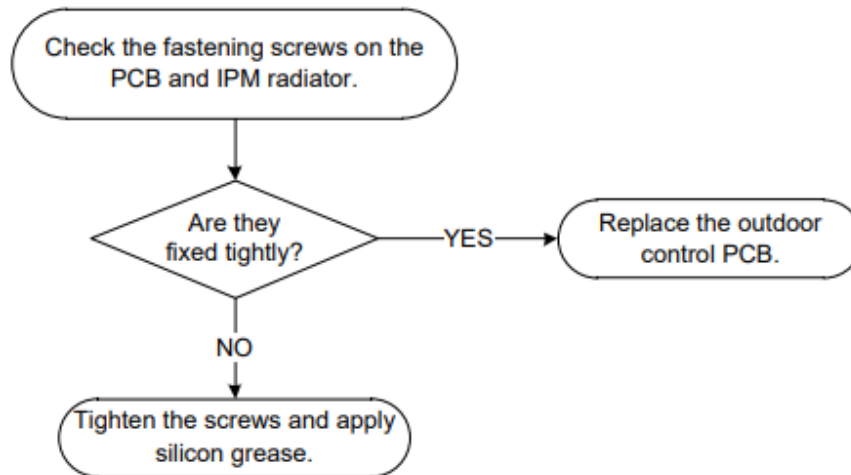 Check the fastening screws on the
PCB and IPM radiator.
Are they
fixed tightly?
YES
Replace the outdoor
control PCB.
NO
Tighten the screws and apply
silicon grease.